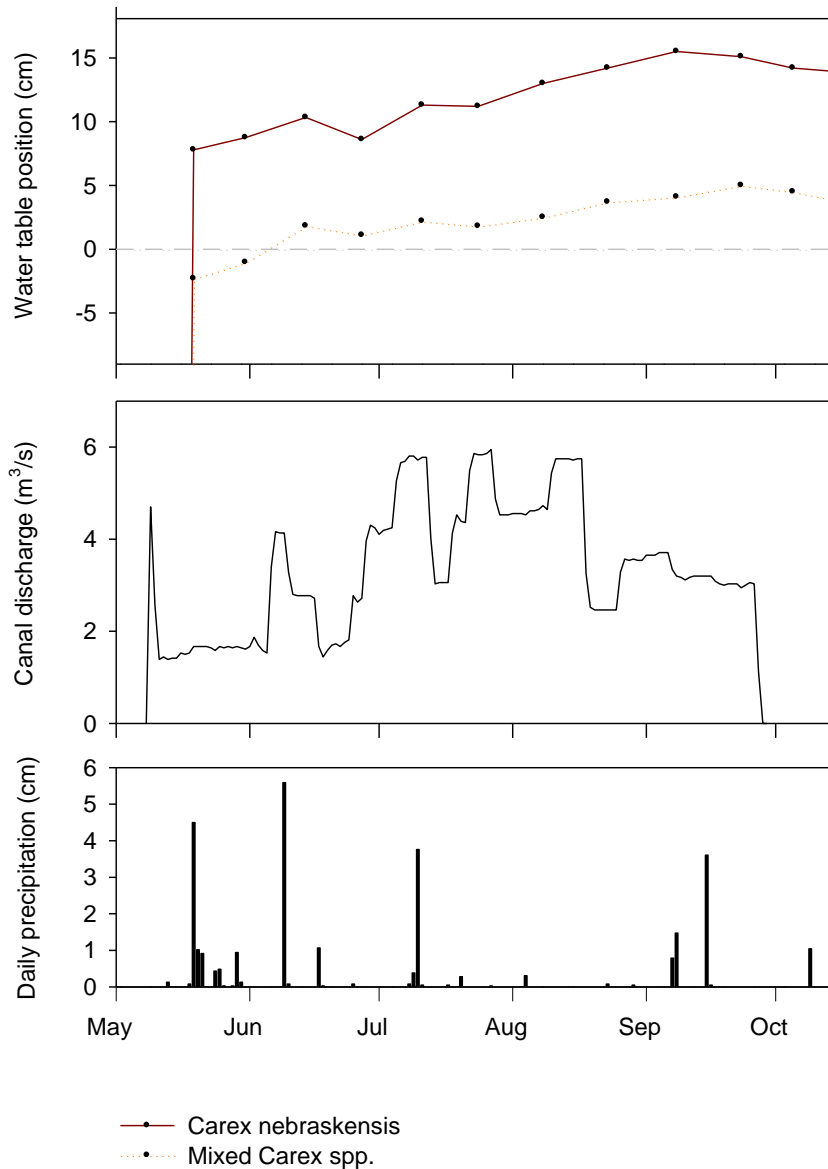 Water table position (cm)
15
10
5
0
-5
Canal discharge (m³/s)
6
4
2
0
Daily precipitation (cm)
6
5
4
3
2
1
0
May Jun Jul Aug Sep Oct
Carex nebraskensis
Mixed Carex spp.